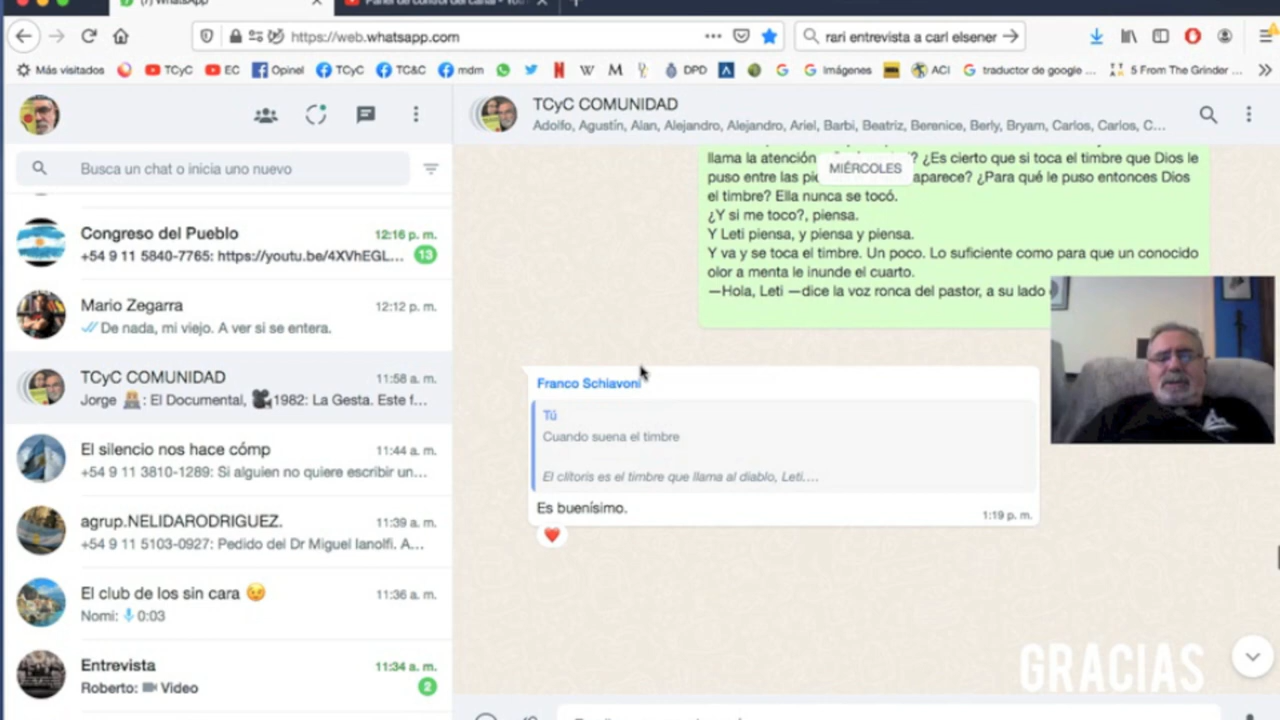 (7) WhatsApp
Panel de control del canal - You
https://web.whatsapp.com
rari entrevista a carl elsener
Más visitados TCyC EC Opinel TCyC TC&C mdm DPD Imágenes ACI traductor de google ... 5 From The Grinder ...
Busca un chat o inicia uno nuevo
Congreso del Pueblo 12:16 p. m.
+54 9 11 5840-7765: https://youtu.be/4XVhEGL... 13
Mario Zegarra 12:12 p. m.
De nada, mi viejo. A ver si se entera.
TCyC COMUNIDAD 11:58 a. m.
Jorge 👨🏼‍💻: El Documental, 🎥1982: La Gesta. Este f...
El silencio nos hace cómp 11:44 a. m.
+54 9 11 3810-1289: Si alguien no quiere escribir un...
agrup.NELIDARODRIGUEZ. 11:39 a. m.
+54 9 11 5103-0927: Pedido del Dr Miguel Ianolfi. A...
El club de los sin cara 😣 11:36 a. m.
Nomi: 0:03
Entrevista 11:34 a. m.
Roberto: Video 2
TCyC COMUNIDAD
Adolfo, Agustín, Alan, Alejandro, Alejandro, Ariel, Barbi, Beatriz, Berenice, Berly, Bryam, Carlos, Carlos, C...
MIÉRCOLES
llama la atención ? ¿Es cierto que si toca el timbre que Dios le
puso entre las aparece? ¿Para qué le puso entonces Dios
el timbre? Ella nunca se tocó.
¿Y si me toco?, piensa.
Y Leti piensa, y piensa y piensa.
Y va y se toca el timbre. Un poco. Lo suficiente como para que un conocido
olor a menta le inunde el cuarto.
—Hola, Leti —dice la voz ronca del pastor, a su lado
Franco Schiavoni
Tú
Cuando suena el timbre
El clítoris es el timbre que llama al diablo, Leti....
Es buenísimo.
1:19 p. m.
GRACIAS